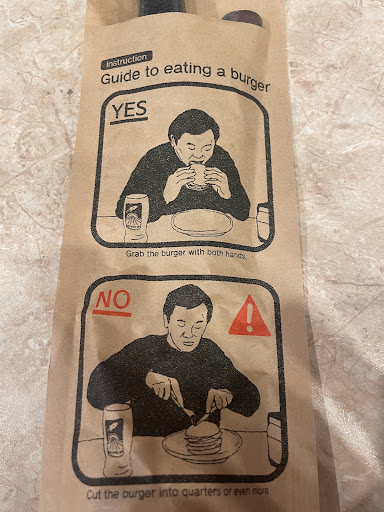 Instruction
Guide to eating a burger
YES
Grab the burger with both hands
NO
Cut the burger into quarters or even more